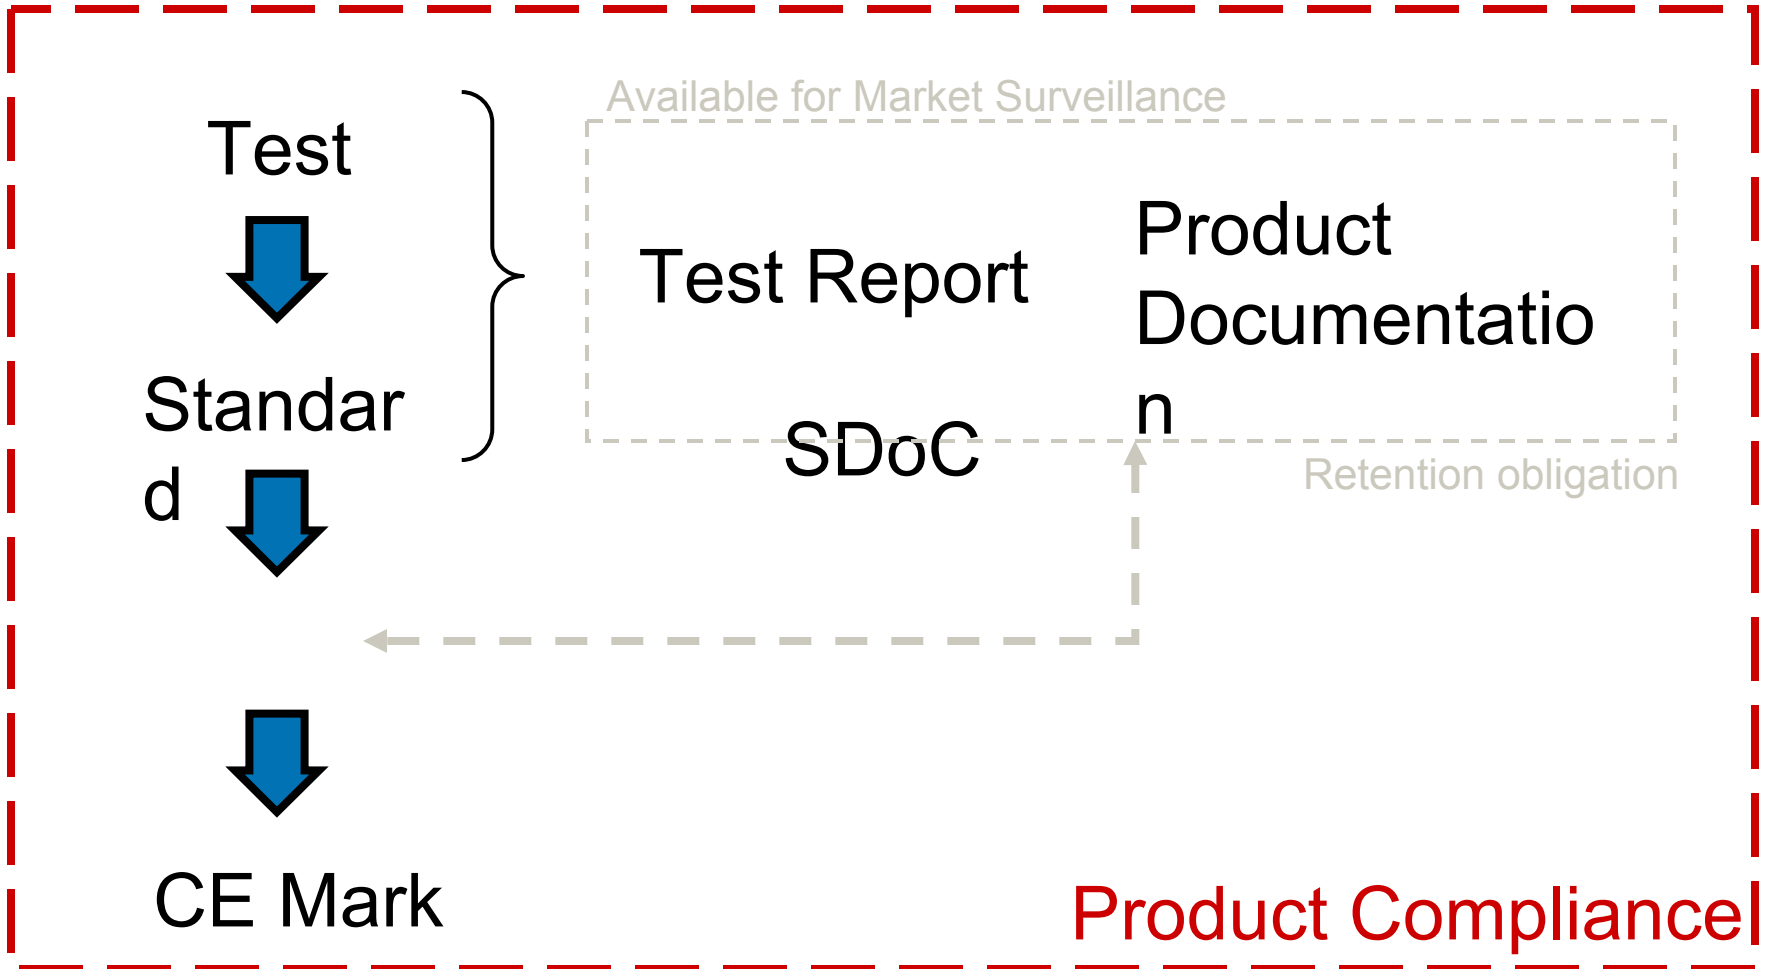 Available for Market Surveillance
Test
Product
Test Report
Documentatio
Standar
n
SDoC
d
Retention obligation
CE Mark
Product Compliance